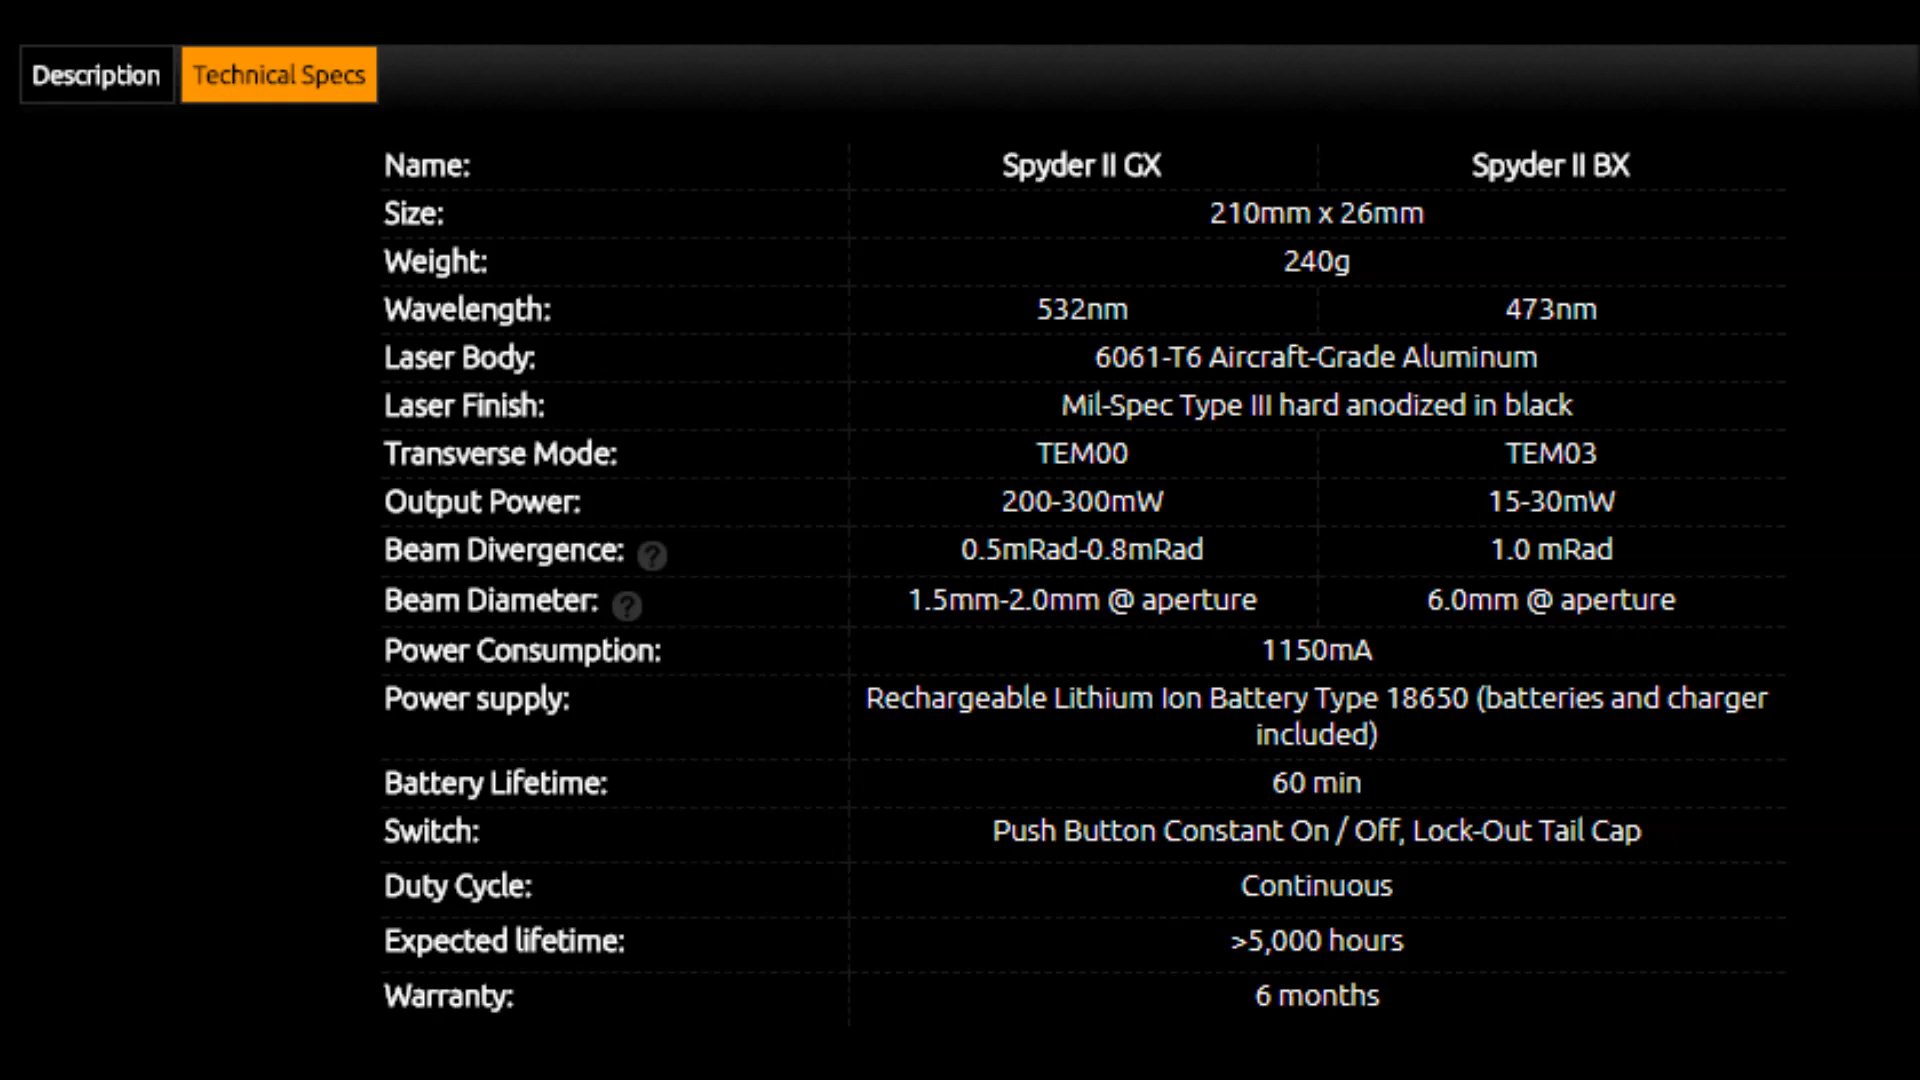 Description Technical Specs
Name: Spyder II GX Spyder II BX
Size: 210mm x 26mm
Weight: 240g
Wavelength: 532nm 473nm
Laser Body: 6061-T6 Aircraft-Grade Aluminum
Laser Finish: Mil-Spec Type III hard anodized in black
Transverse Mode: TEM00 TEM03
Output Power: 200-300mW 15-30mW
Beam Divergence: ? 0.5mRad-0.8mRad 1.0 mRad
Beam Diameter: ? 1.5mm-2.0mm @ aperture 6.0mm @ aperture
Power Consumption: 1150mA
Power supply: Rechargeable Lithium Ion Battery Type 18650 (batteries and charger
included)
Battery Lifetime: 60 min
Switch: Push Button Constant On / Off, Lock-Out Tail Cap
Duty Cycle: Continuous
Expected lifetime: >5,000 hours
Warranty: 6 months